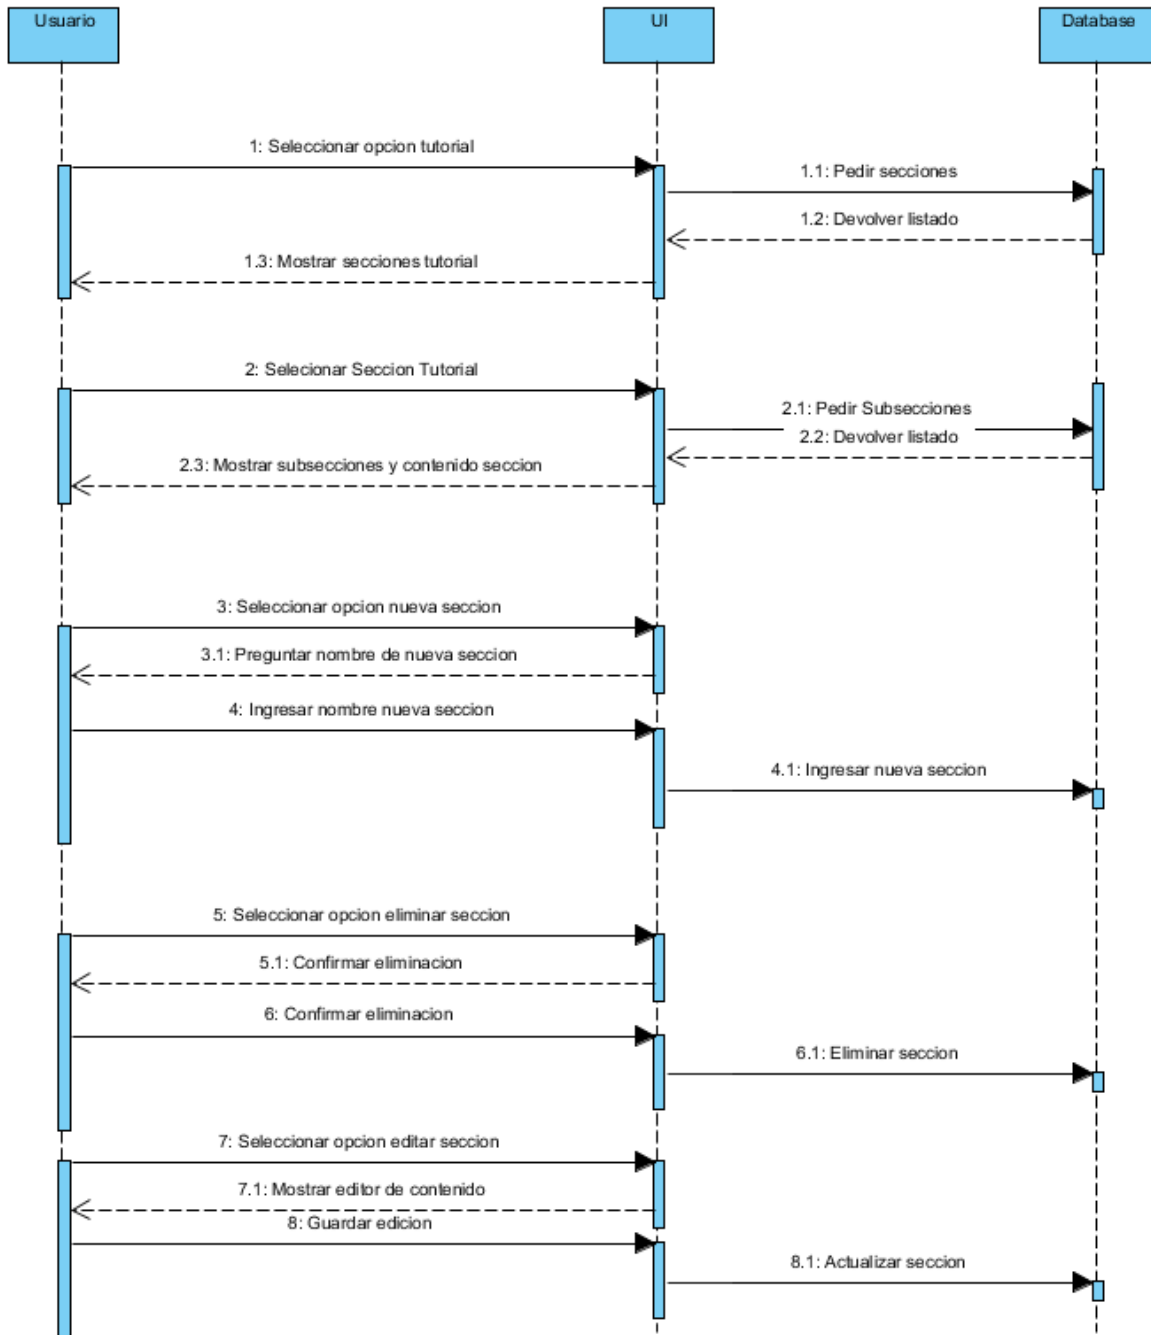 Usuario
UI
Database
1: Seleccionar opcion tutorial
1.1: Pedir secciones
1.2: Devolver listado
1.3: Mostrar secciones tutorial
2: Selecionar Seccion Tutorial
2.1: Pedir Subsecciones
2.2: Devolver listado
2.3: Mostrar subsecciones y contenido seccion
3: Seleccionar opcion nueva seccion
3.1: Preguntar nombre de nueva seccion
4: Ingresar nombre nueva seccion
4.1: Ingresar nueva seccion
5: Seleccionar opcion eliminar seccion
5.1: Confirmar eliminacion
6: Confirmar eliminacion
6.1: Eliminar seccion
7: Seleccionar opcion editar seccion
7.1: Mostrar editor de contenido
8: Guardar edicion
8.1: Actualizar seccion